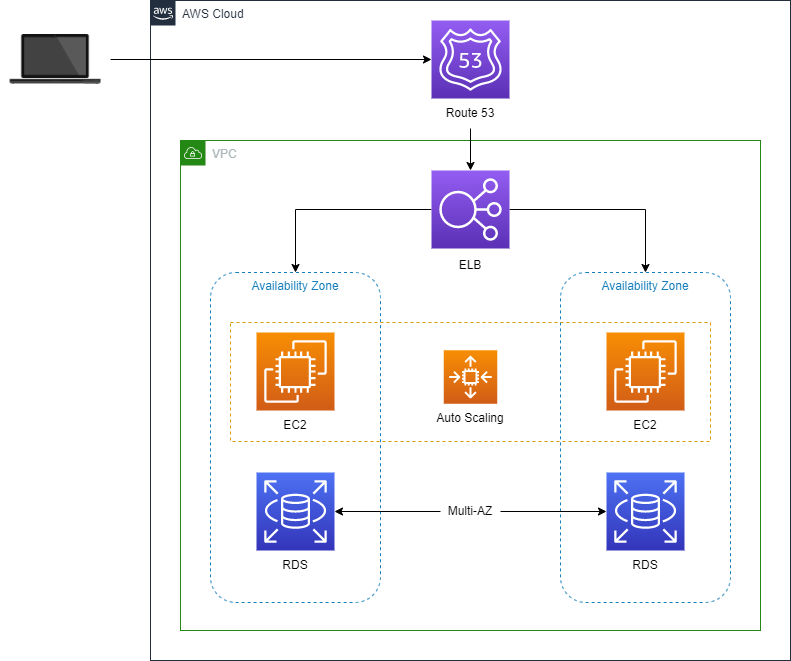 aws
AWS Cloud
53
Route 53
VPC
ELB
Availability Zone
Availability Zone
EC2
Auto Scaling
EC2
Multi-AZ
RDS
RDS